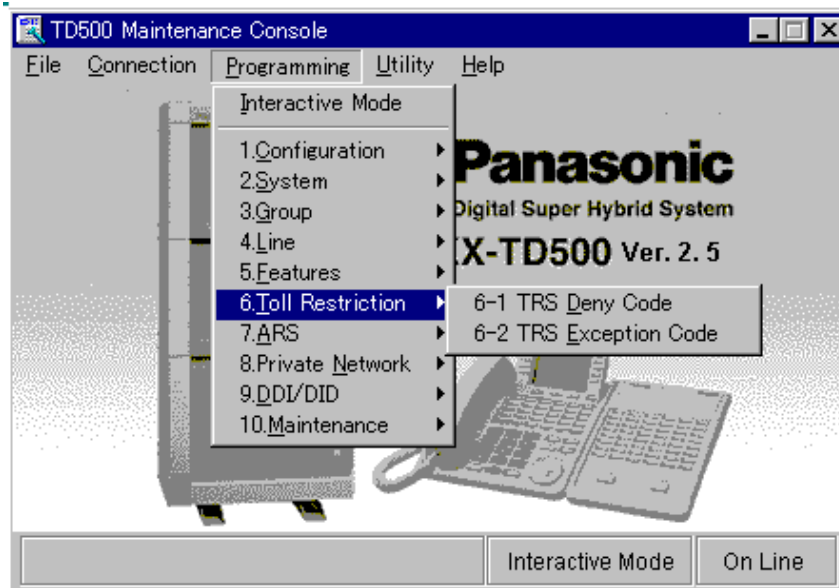 TD500 Maintenance Console
File Connection Programming Utility Help
Interactive Mode
1.Configuration
2.System
3.Group
4.Line
5.Features
6.Toll Restriction
7.ARS
8.Private Network
9.DDI/DID
10.Maintenance
6-1 TRS Deny Code
6-2 TRS Exception Code
Panasonic
Digital Super Hybrid System
X-TD500 Ver. 2.5
Interactive Mode On Line